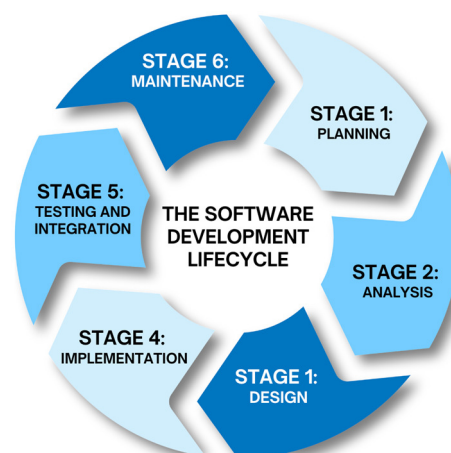 THE SOFTWARE
DEVELOPMENT
LIFECYCLE
STAGE 1:
PLANNING
STAGE 2:
ANALYSIS
STAGE 1:
DESIGN
STAGE 4:
IMPLEMENTATION
STAGE 5:
TESTING AND
INTEGRATION
STAGE 6:
MAINTENANCE